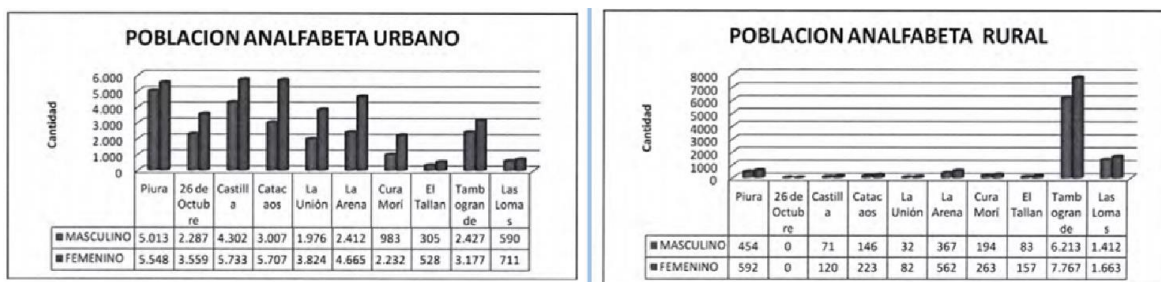 POBLACION ANALFABETA URBANO
Cantidad
6.000
5.000
4.000
3.000
2.000
1.000
0
Piura 26 de Octubre Castilla Catacaos La Unión La Arena Cura Morí El Tallan Tambogrande Las Lomas
MASCULINO 5.013 2.287 4.302 3.007 1.976 2.412 983 305 2.427 590
FEMENINO 5.548 3.559 5.733 5.707 3.824 4.665 2.232 528 3.177 711
POBLACION ANALFABETA RURAL
Cantidad
8000
7000
6000
5000
4000
3000
2000
1000
0
Piura 26 de Octubre Castilla Catacaos La Unión La Arena Cura Morí El Tallan Tambogrande Las Lomas
MASCULINO 454 0 71 146 32 367 194 83 6.213 1.412
FEMENINO 592 0 120 223 82 562 263 157 7.767 1.663